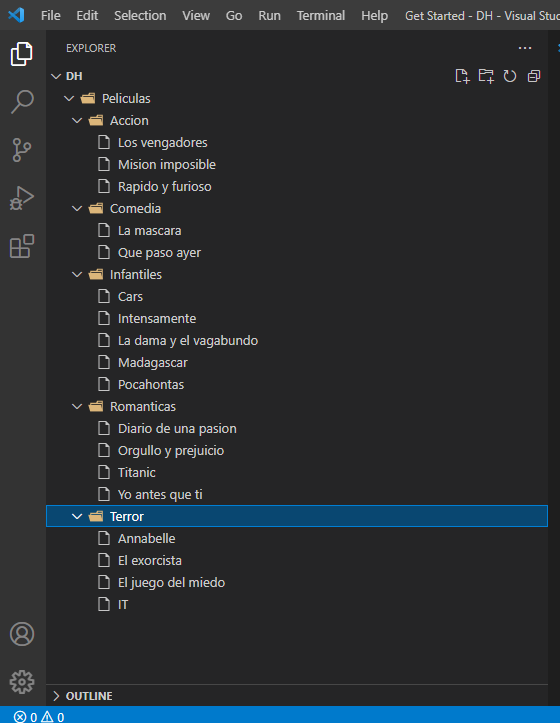 File Edit Selection View Go Run Terminal Help Get Started - DH - Visual Stu
EXPLORER
DH
Peliculas
Accion
Los vengadores
Mision imposible
Rapido y furioso
Comedia
La mascara
Que paso ayer
Infantiles
Cars
Intensamente
La dama y el vagabundo
Madagascar
Pocahontas
Romanticas
Diario de una pasion
Orgullo y prejuicio
Titanic
Yo antes que ti
Terror
Annabelle
El exorcista
El juego del miedo
IT
OUTLINE
0 0